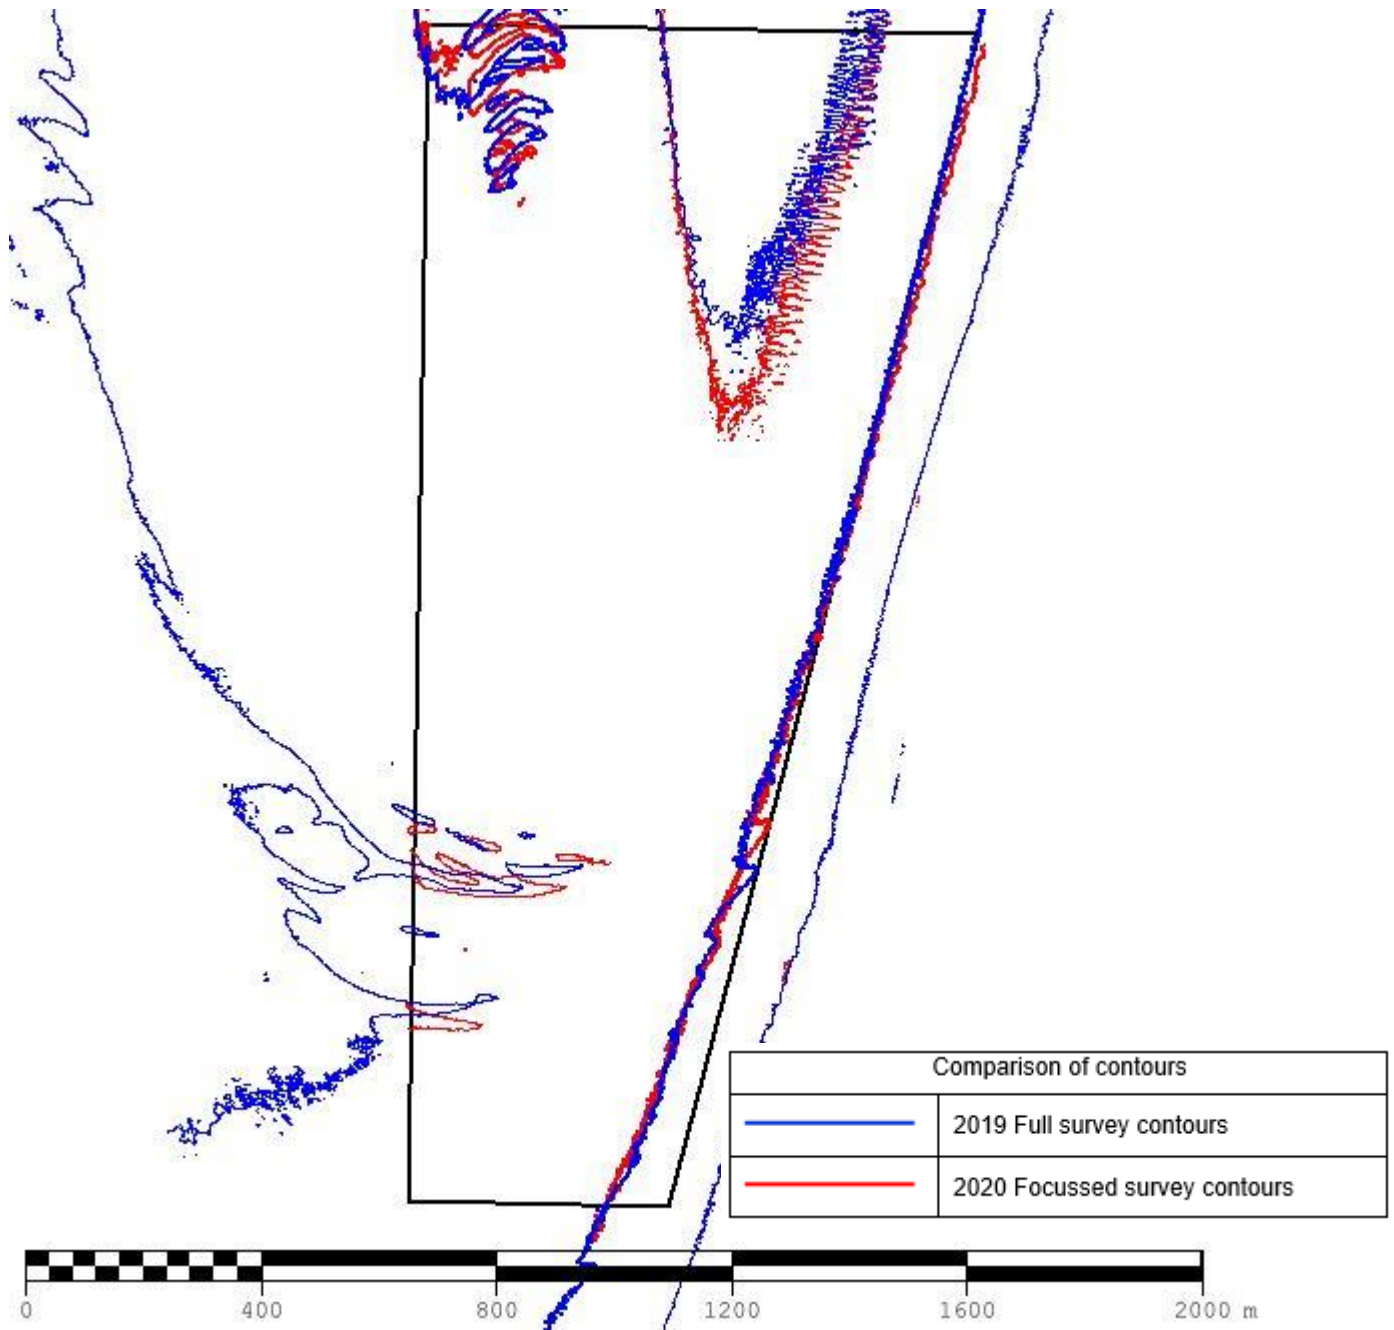 Comparison of contours
2019 Full survey contours
2020 Focussed survey contours
0 400 800 1200 1600 2000 m